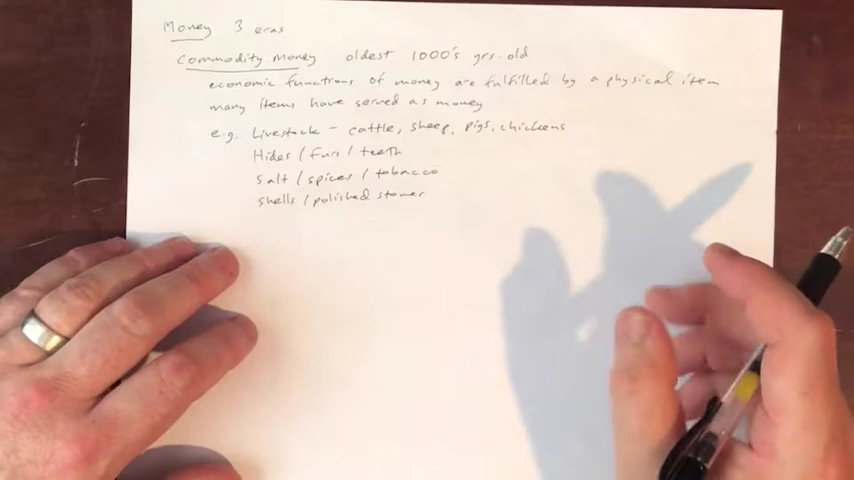 Money 3 eras
Commodity money oldest 1000's yrs. old
economic functions of money are fulfilled by a physical item
many items have served as money
e.g. Livestock - cattle, sheep, pigs, chickens
Hides / furs / teeth
Salt / spices / tobacco
shells / polished stones